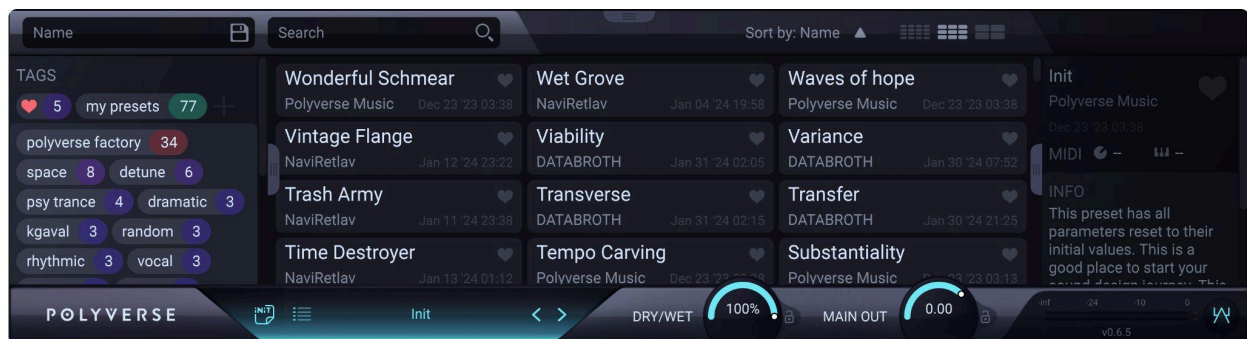 Name
Search
Sort by: Name
TAGS
5
my presets 77
polyverse factory 34
space 8 detune 6
psy trance 4 dramatic 3
kgaval 3 random 3
rhythmic 3 vocal 3
Wonderful Schmear
Polyverse Music Dec 23 '23 03:38
Wet Grove
NaviRetlav Jan 04 '24 19:58
Waves of hope
Polyverse Music Dec 23 '23 03:38
Vintage Flange
NaviRetlav Jan 12 '24 23:22
Viability
DATABROTH Jan 31 '24 02:05
Variance
DATABROTH Jan 30 '24 07:52
Trash Army
NaviRetlav Jan 11 '24 23:38
Transverse
DATABROTH Jan 31 '24 02:15
Transfer
DATABROTH Jan 30 '24 21:25
Time Destroyer
NaviRetlav Jan 13 '24 01:12
Tempo Carving
Polyverse Music
Substantiality
Polyverse Music
Init
Polyverse Music
Dec 23 '23 03:38
MIDI -- --
INFO
This preset has all
parameters reset to their
initial values. This is a
good place to start your
sound design journey. This
POLYVERSE
INIT
Init
DRY/WET
100%
MAIN OUT
0.00
-inf -24 -10 0
v0.6.5